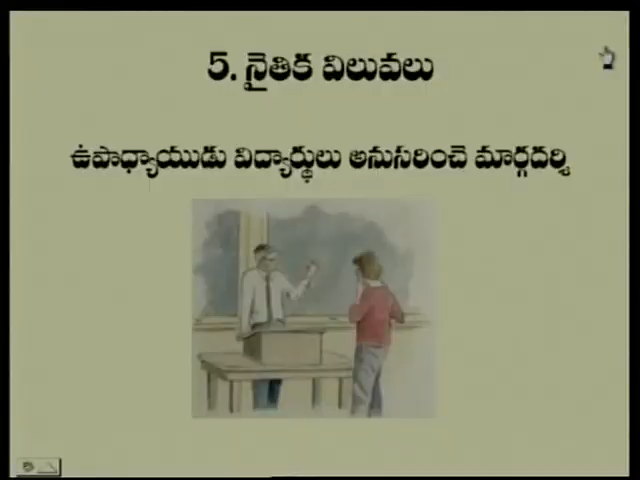 5. నైతిక విలువలు
ఉపాధ్యాయుడు విద్యార్థులు అనుసరించె మార్గదర్శి